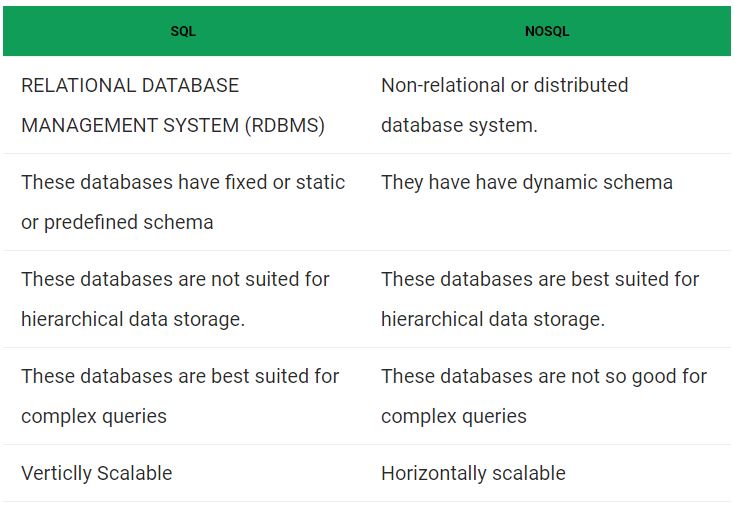 SQL NOSQL
RELATIONAL DATABASE
MANAGEMENT SYSTEM (RDBMS)
Non-relational or distributed
database system.
These databases have fixed or static
or predefined schema
They have have dynamic schema
These databases are not suited for
hierarchical data storage.
These databases are best suited for
hierarchical data storage.
These databases are best suited for
complex queries
These databases are not so good for
complex queries
Verticlly Scalable
Horizontally scalable